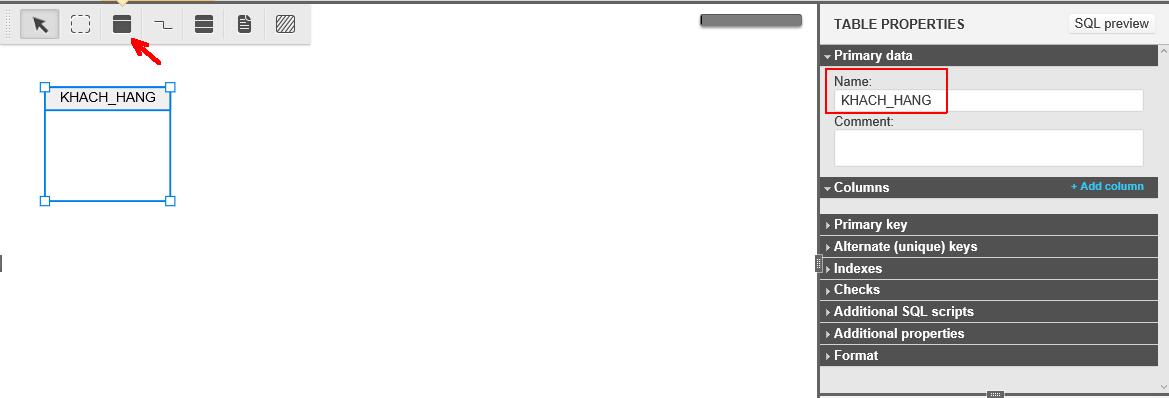 TABLE PROPERTIES
SQL preview
Primary data
Name:
KHACH_HANG
KHACH_HANG
Comment:
Columns
+ Add column
Primary key
Alternate (unique) keys
Indexes
Checks
Additional SQL scripts
Additional properties
Format